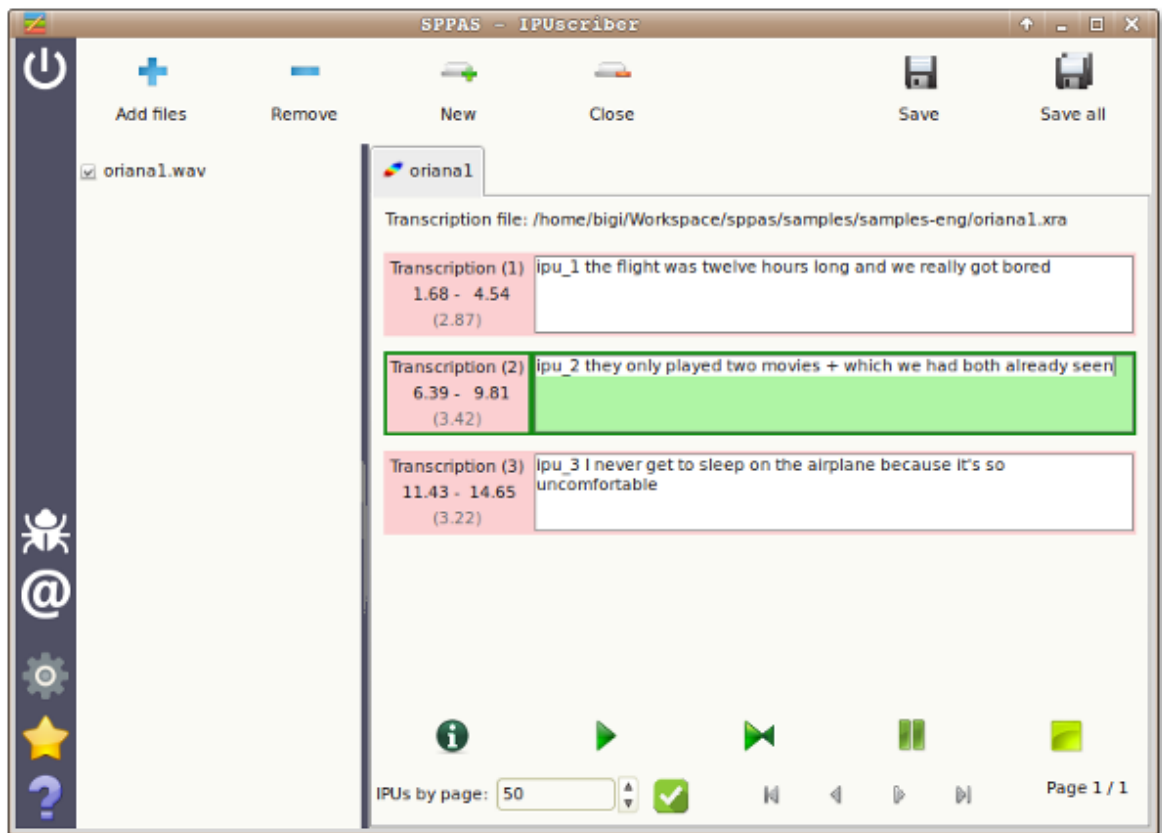 SPPAS - IPUscriber
Add files
Remove
New
Close
Save
Save all
oriana1.wav
oriana1
Transcription file: /home/bigi/Workspace/sppas/samples/samples-eng/oriana1.xra
Transcription (1)
1.68 - 4.54
(2.87)
ipu_1 the flight was twelve hours long and we really got bored
Transcription (2)
6.39 - 9.81
(3.42)
ipu_2 they only played two movies + which we had both already seen
Transcription (3)
11.43 - 14.65
(3.22)
ipu_3 I never get to sleep on the airplane because it's so
uncomfortable
@
?
IPUs by page: 50
Page 1 / 1